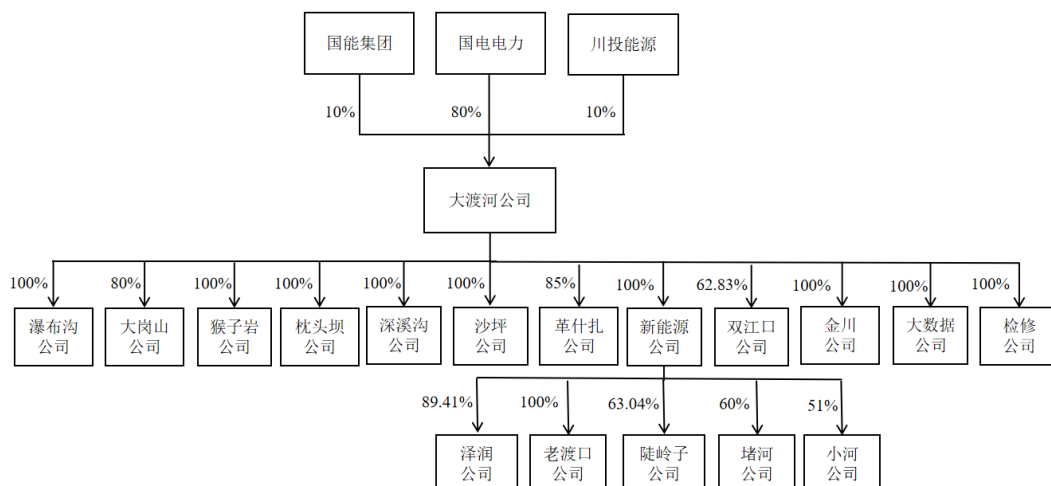 国能集团
国电电力
川投能源
10%
80%
10%
大渡河公司
100%
80%
100%
100%
100%
100%
85%
100%
62.83%
100%
100%
100%
瀑布沟
公司
大岗山
公司
猴子岩
公司
枕头坝
公司
深溪沟
公司
沙坪
公司
革什扎
公司
新能源
公司
双江口
公司
金川
公司
大数据
公司
检修
公司
89.41%
100%
63.04%
60%
51%
泽润
公司
老渡口
公司
陡岭子
公司
堵河
公司
小河
公司